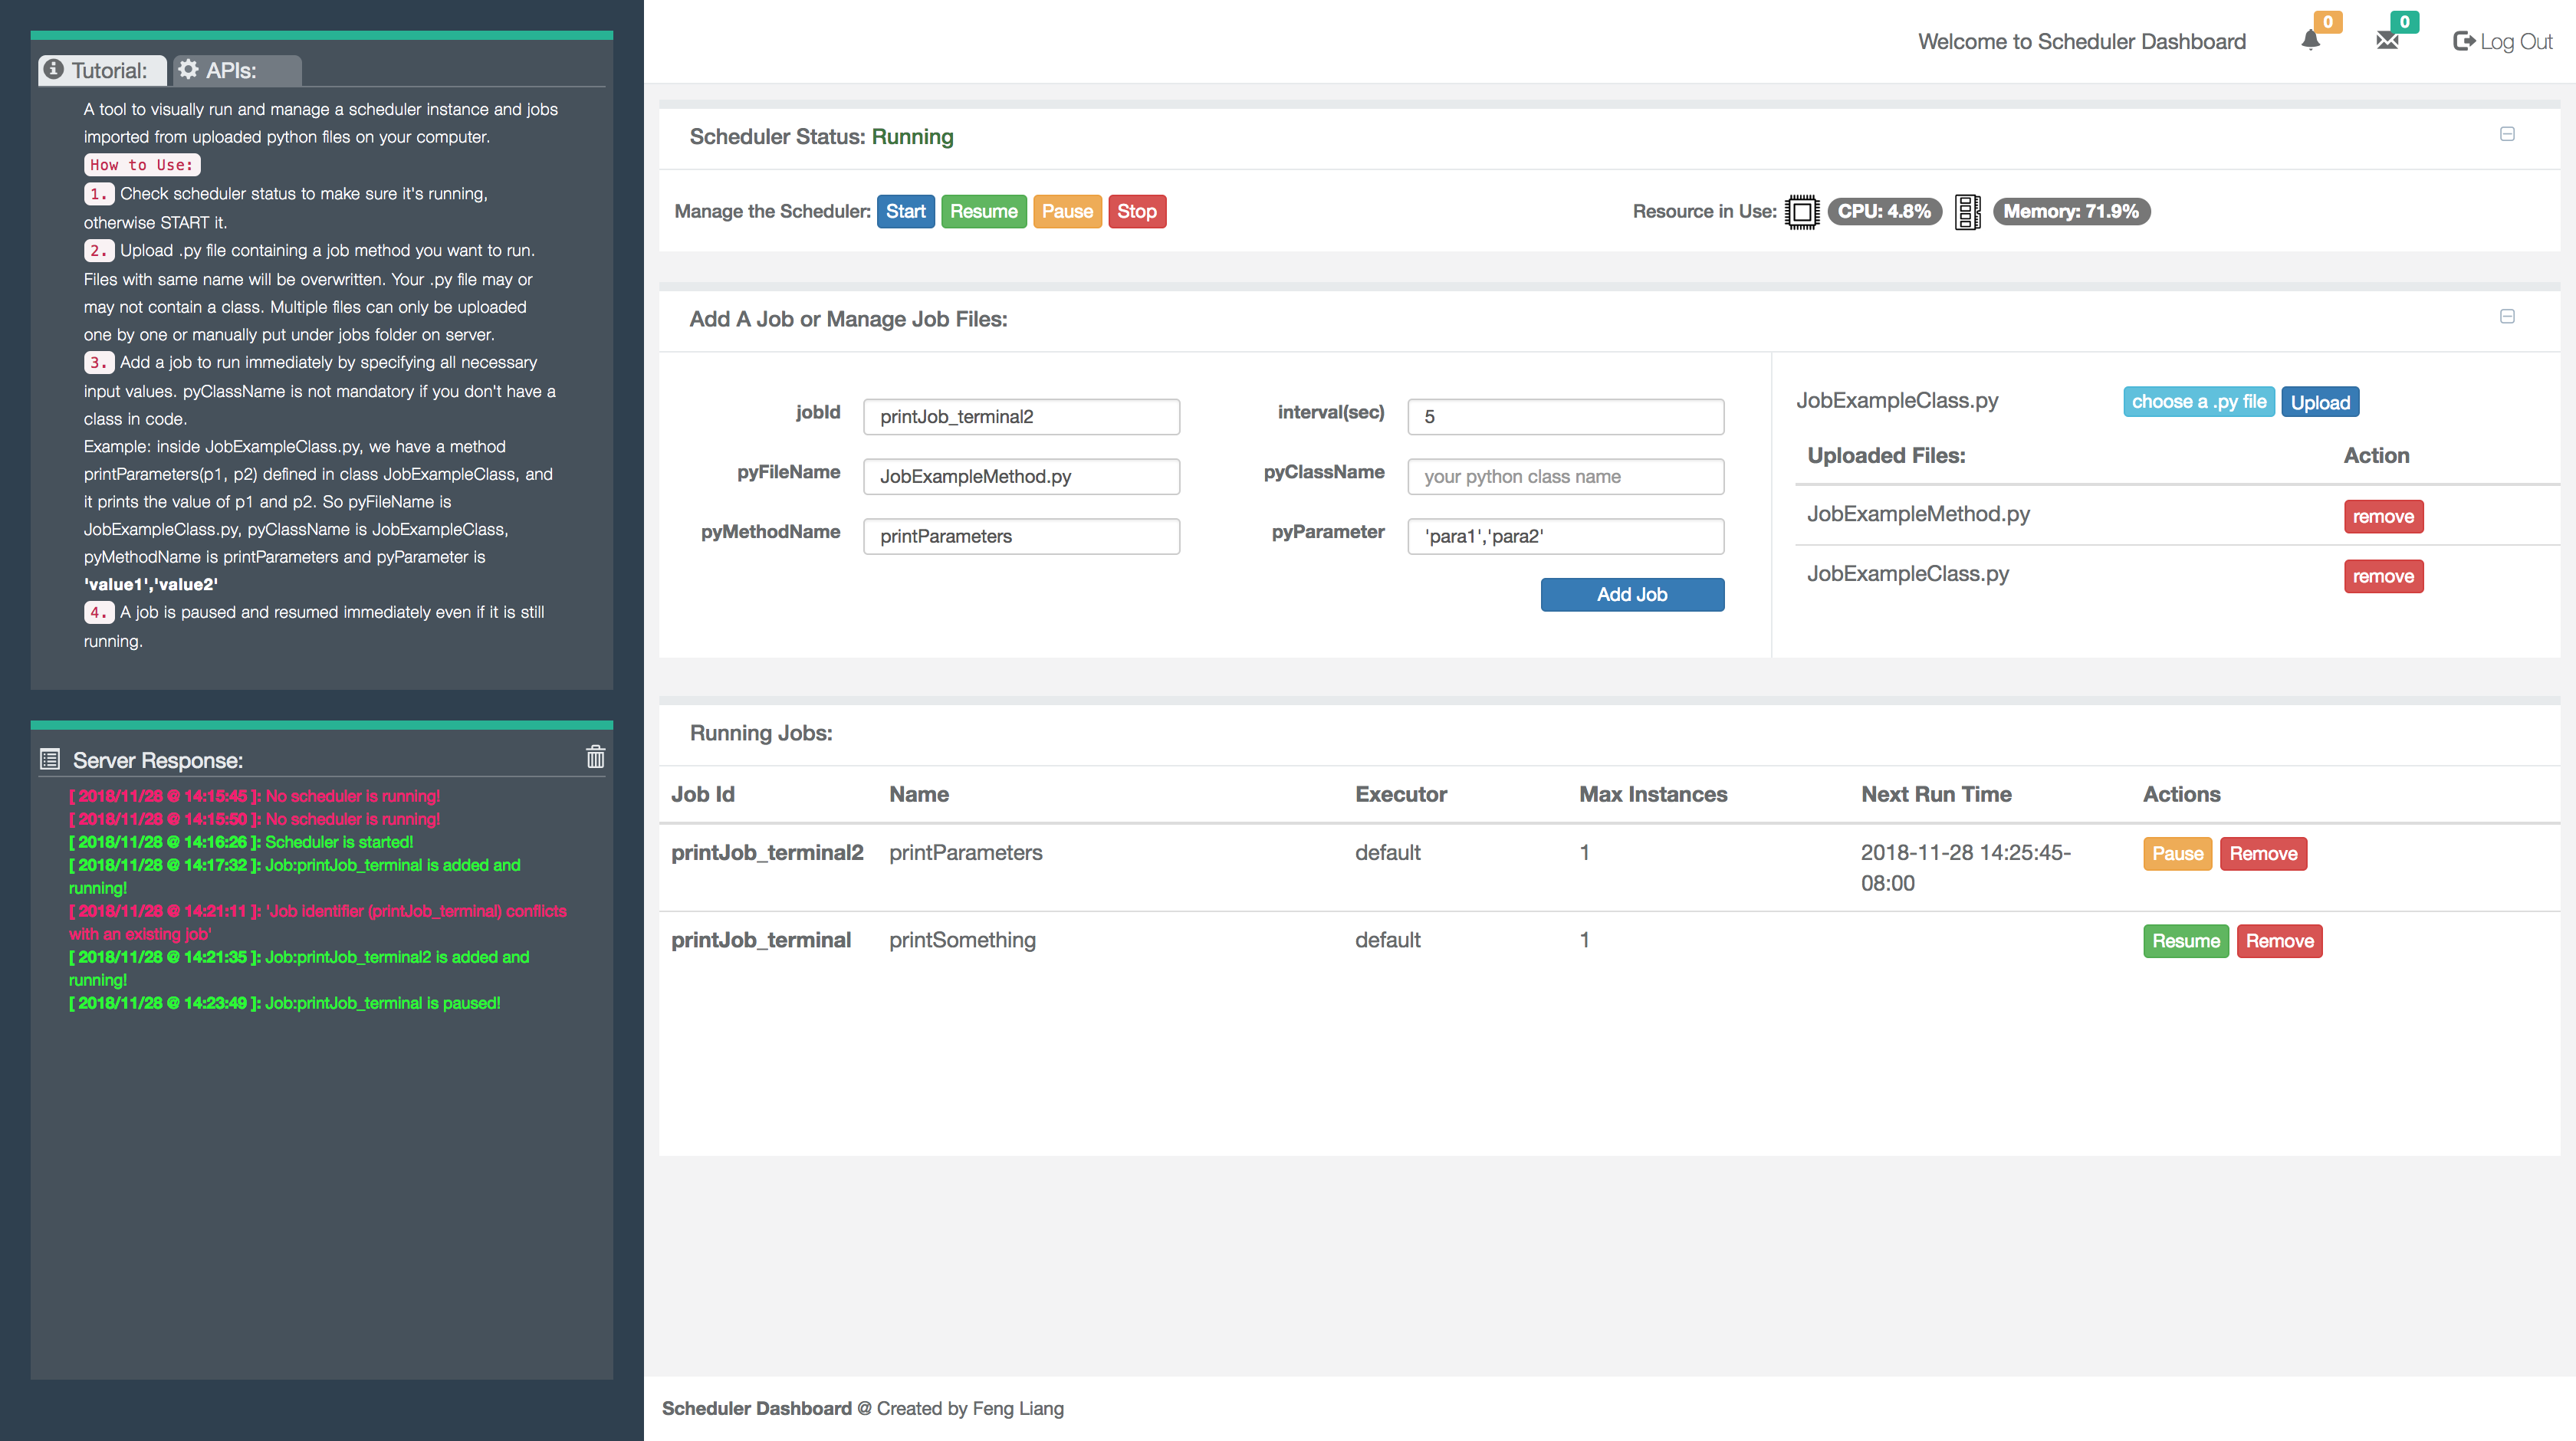 Tutorial:
APIs:
A tool to visually run and manage a scheduler instance and jobs
imported from uploaded python files on your computer.
How to Use:
1. Check scheduler status to make sure it's running,
otherwise START it.
2. Upload .py file containing a job method you want to run.
Files with same name will be overwritten. Your .py file may or
may not contain a class. Multiple files can only be uploaded
one by one or manually put under jobs folder on server.
3. Add a job to run immediately by specifying all necessary
input values. pyClassName is not mandatory if you don't have a
class in code.
Example: inside JobExampleClass.py, we have a method
printParameters(p1, p2) defined in class JobExampleClass, and
it prints the value of p1 and p2. So pyFileName is
JobExampleClass.py, pyClassName is JobExampleClass,
pyMethodName is printParameters and pyParameter is
'value1','value2'
4. A job is paused and resumed immediately even if it is still
running.
Server Response:
[ 2018/11/28 @ 14:15:45 ]: No scheduler is running!
[ 2018/11/28 @ 14:15:50 ]: No scheduler is running!
[ 2018/11/28 @ 14:16:26 ]: Scheduler is started!
[ 2018/11/28 @ 14:17:32 ]: Job:printJob_terminal is added and
running!
[ 2018/11/28 @ 14:21:11 ]: 'Job identifier (printJob_terminal) conflicts
with an existing job'
[ 2018/11/28 @ 14:21:35 ]: Job:printJob_terminal2 is added and
running!
[ 2018/11/28 @ 14:23:49 ]: Job:printJob_terminal is paused!
Welcome to Scheduler Dashboard
0
0
Log Out
Scheduler Status: Running
Manage the Scheduler: Start Resume Pause Stop
Resource in Use: CPU: 4.8% Memory: 71.9%
Add A Job or Manage Job Files:
jobId printJob_terminal2
interval(sec) 5
pyFileName JobExampleMethod.py
pyClassName your python class name
pyMethodName printParameters
pyParameter 'para1','para2'
Add Job
JobExampleClass.py choose a .py file Upload
Uploaded Files: Action
JobExampleMethod.py remove
JobExampleClass.py remove
Running Jobs:
Job Id Name Executor Max Instances Next Run Time Actions
printJob_terminal2 printParameters default 1 2018-11-28 14:25:45-
08:00
Pause Remove
printJob_terminal printSomething default 1 Resume Remove
Scheduler Dashboard @ Created by Feng Liang